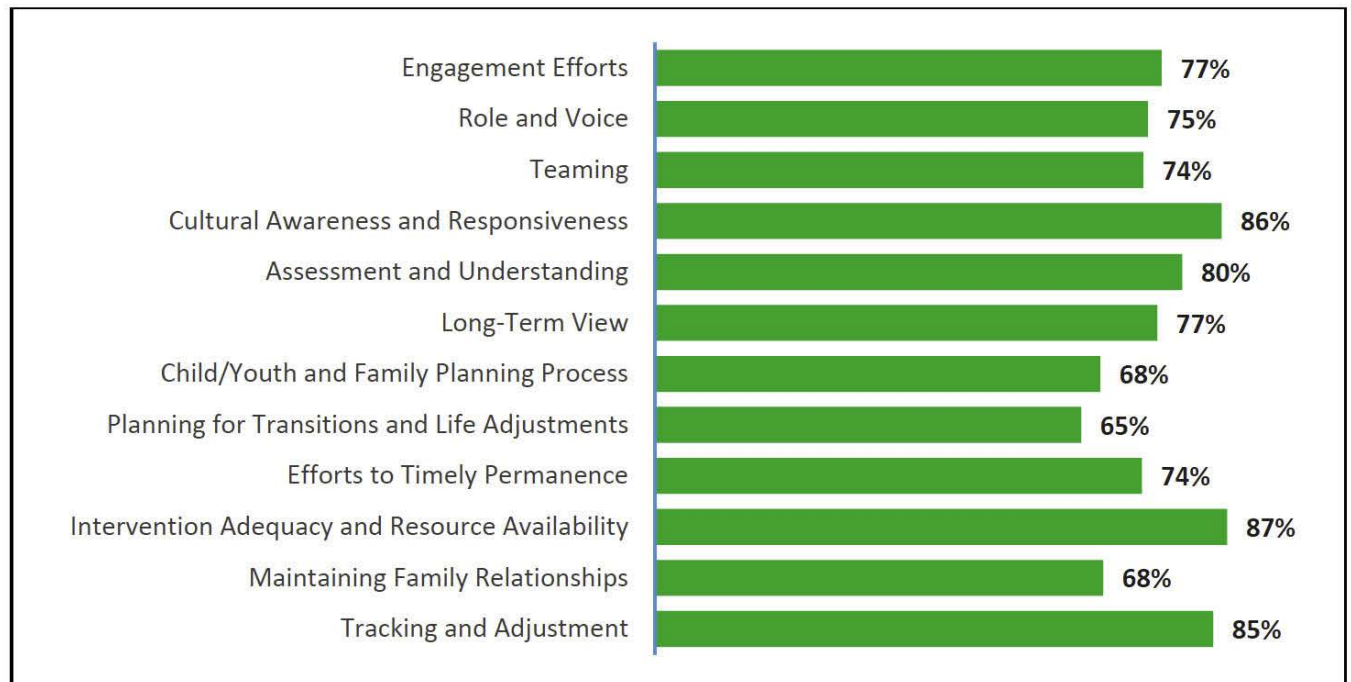 Engagement Efforts 77%
Role and Voice 75%
Teaming 74%
Cultural Awareness and Responsiveness 86%
Assessment and Understanding 80%
Long-Term View 77%
Child/Youth and Family Planning Process 68%
Planning for Transitions and Life Adjustments 65%
Efforts to Timely Permanence 74%
Intervention Adequacy and Resource Availability 87%
Maintaining Family Relationships 68%
Tracking and Adjustment 85%